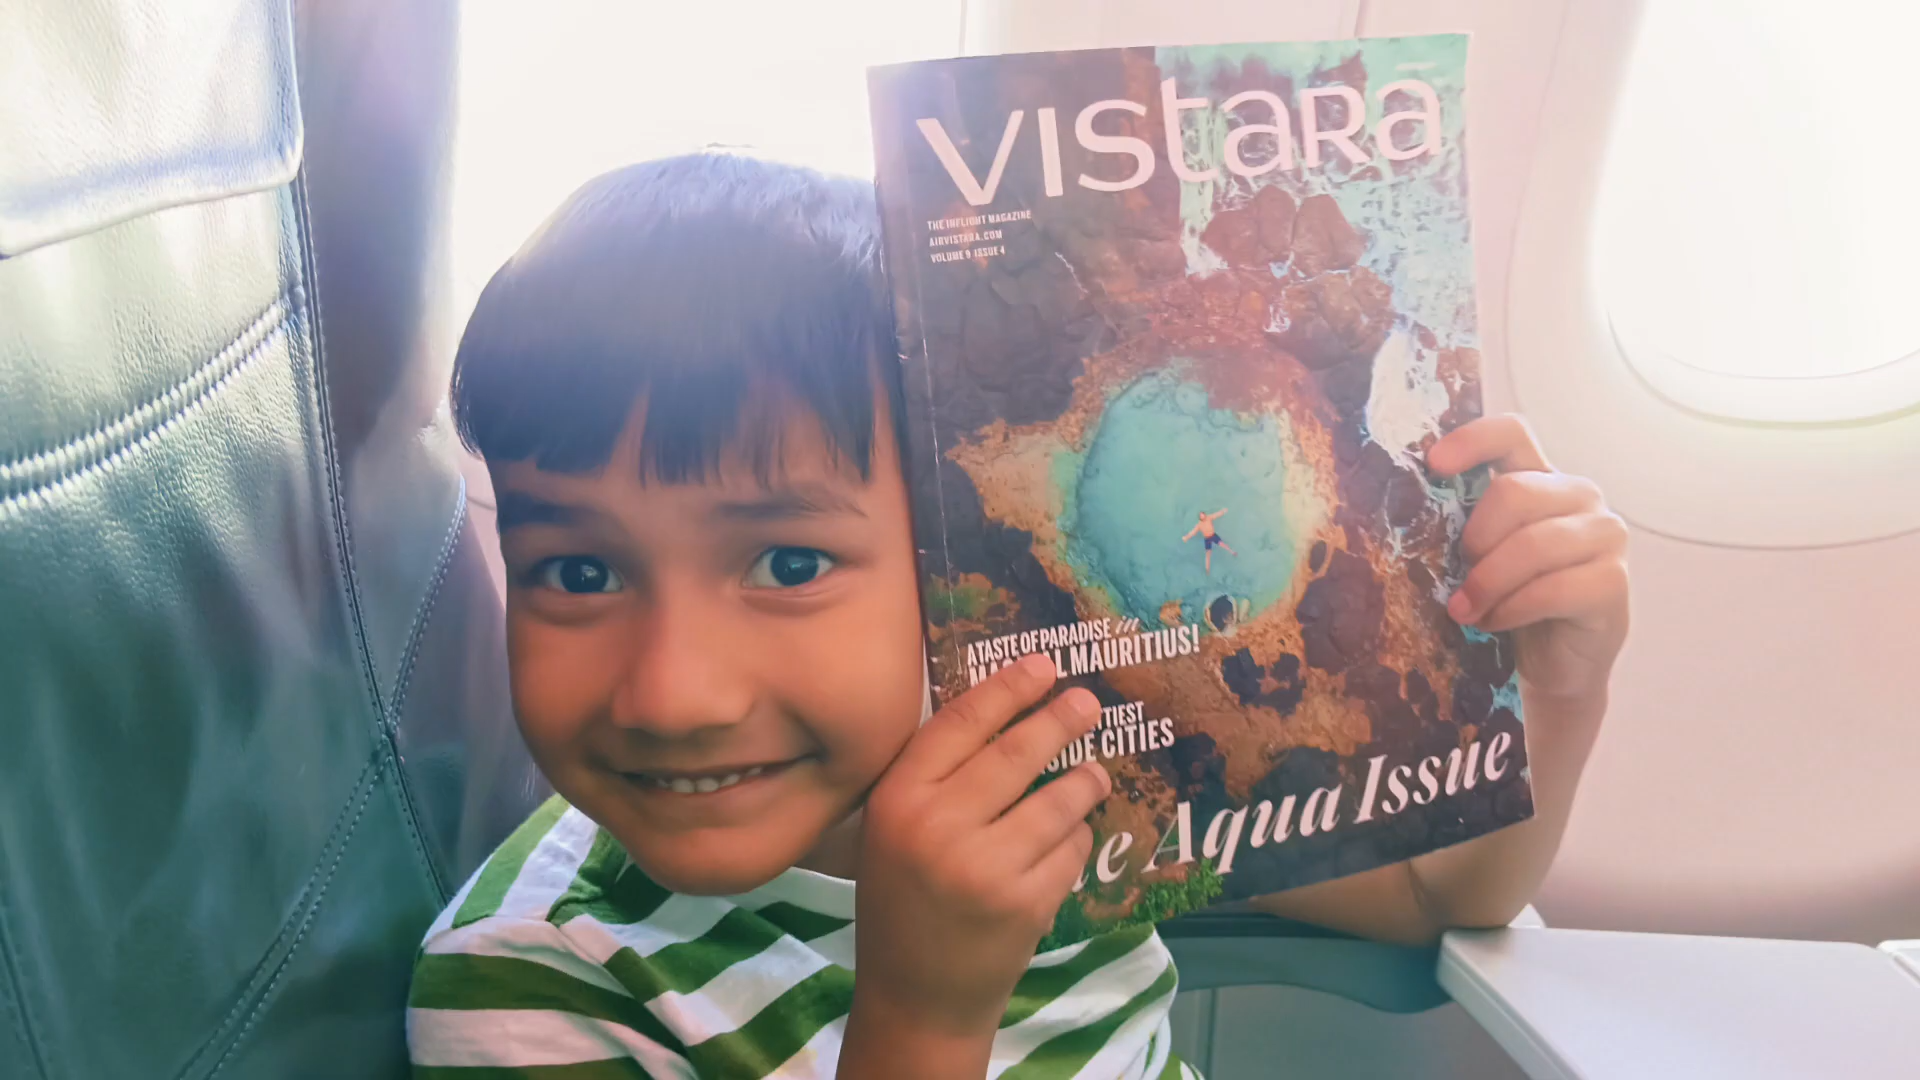 VISTARA
THE INFLIGHT MAGAZINE
AIRVISTARA.COM
VOLUME 9 ISSUE 4
A TASTE OF PARADISE in
MAURITIUS!
CITIES
Aqua Issue